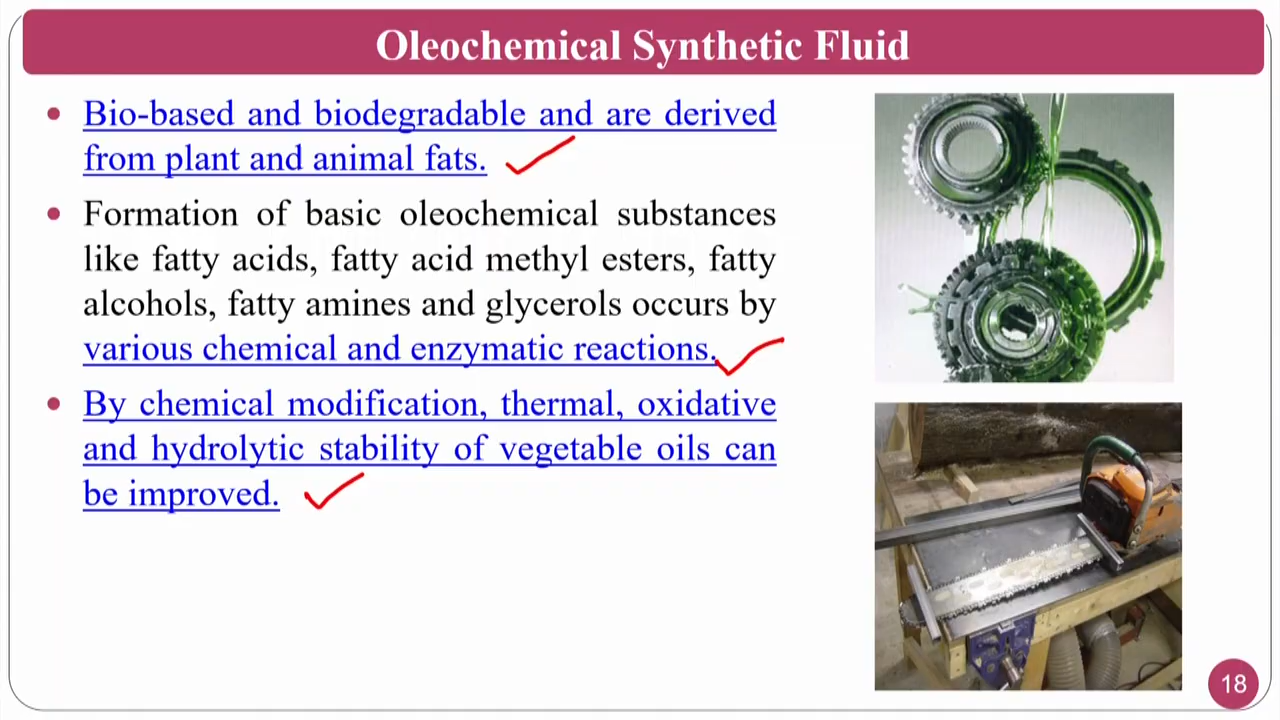 Oleochemical Synthetic Fluid
• Bio-based and biodegradable and are derived
from plant and animal fats.
• Formation of basic oleochemical substances
like fatty acids, fatty acid methyl esters, fatty
alcohols, fatty amines and glycerols occurs by
various chemical and enzymatic reactions.
• By chemical modification, thermal, oxidative
and hydrolytic stability of vegetable oils can
be improved.
18